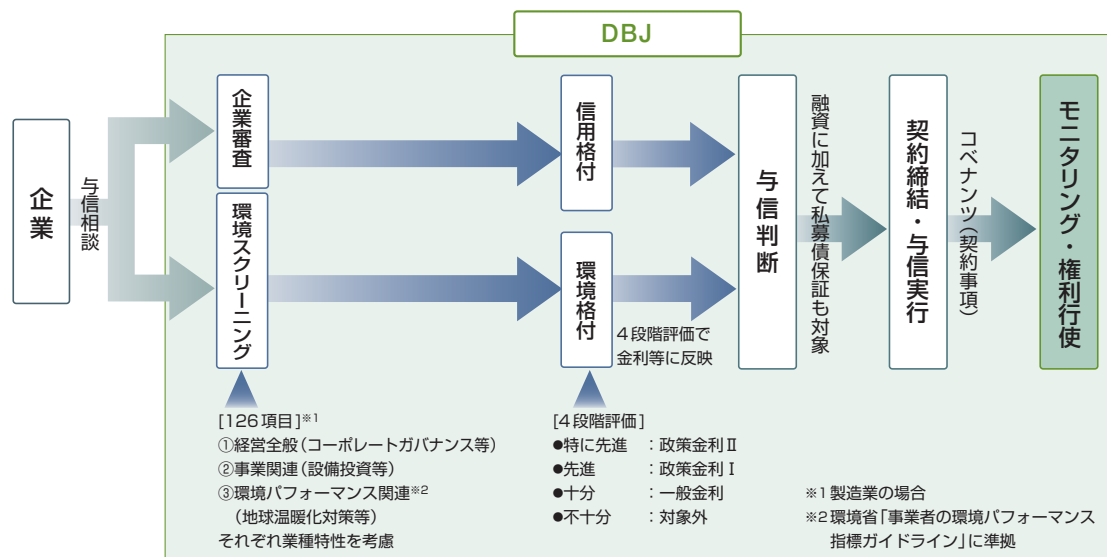 DBJ
企業
与信相談
企業審査
環境スクリーニング
信用格付
環境格付
4段階評価で
金利等に反映
与信判断
融資に加えて私募債保証も対象
契約締結・与信実行
コベナンツ（契約事項）
モニタリング・権利行使
[126項目]※1
①経営全般（コーポレートガバナンス等）
②事業関連（設備投資等）
③環境パフォーマンス関連※2
（地球温暖化対策等）
それぞれ業種特性を考慮
[4段階評価]
●特に先進 ：政策金利Ⅱ
●先進 ：政策金利Ⅰ
●十分 ：一般金利
●不十分 ：対象外
※1 製造業の場合
※2 環境省「事業者の環境パフォーマンス
指標ガイドライン」に準拠